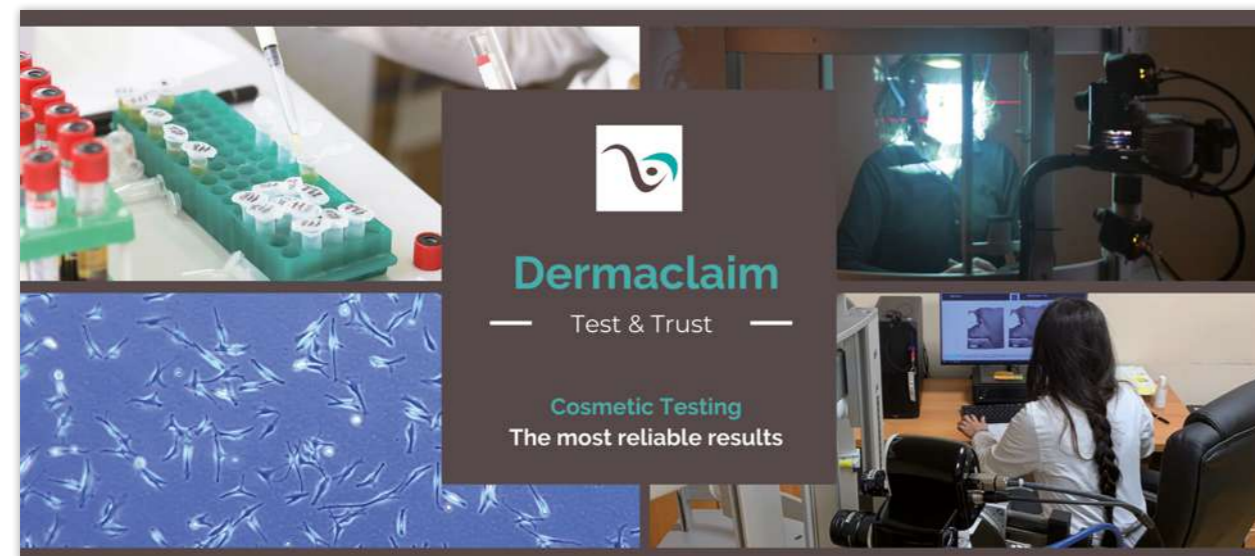 Dermaclaim
Test & Trust
Cosmetic Testing
The most reliable results